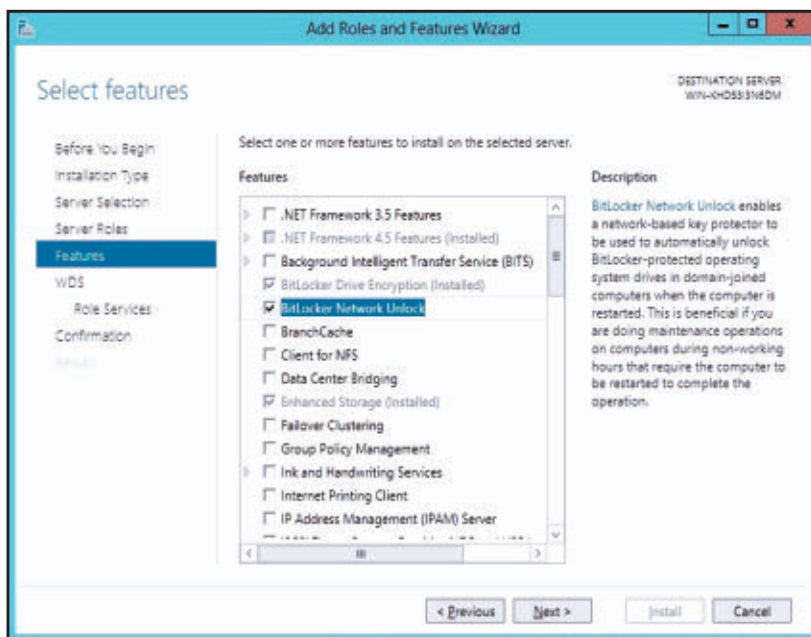 Add Roles and Features Wizard
Select features
DESTINATION SERVER
Before You Begin
Installation Type
Server Selection
Server Roles
Features
WDS
Role Services
Confirmation
Results
Select one or more features to install on the selected server.
Features
.NET Framework 3.5 Features
.NET Framework 4.5 Features (Installed)
Background Intelligent Transfer Service (BITS)
BitLocker Drive Encryption (Installed)
BitLocker Network Unlock
BranchCache
Client for NFS
Data Center Bridging
Enhanced Storage (Installed)
Failover Clustering
Group Policy Management
Ink and Handwriting Services
Internet Printing Client
IP Address Management (IPAM) Server
Description
BitLocker Network Unlock enables
a network-based key protector to
be used to automatically unlock
BitLocker-protected operating
system drives in domain-joined
computers when the computer is
restarted. This is beneficial if you
are doing maintenance operations
on computers during non-working
hours that require the computer to
be restarted to complete the
operation.
< Previous
Next >
Install
Cancel